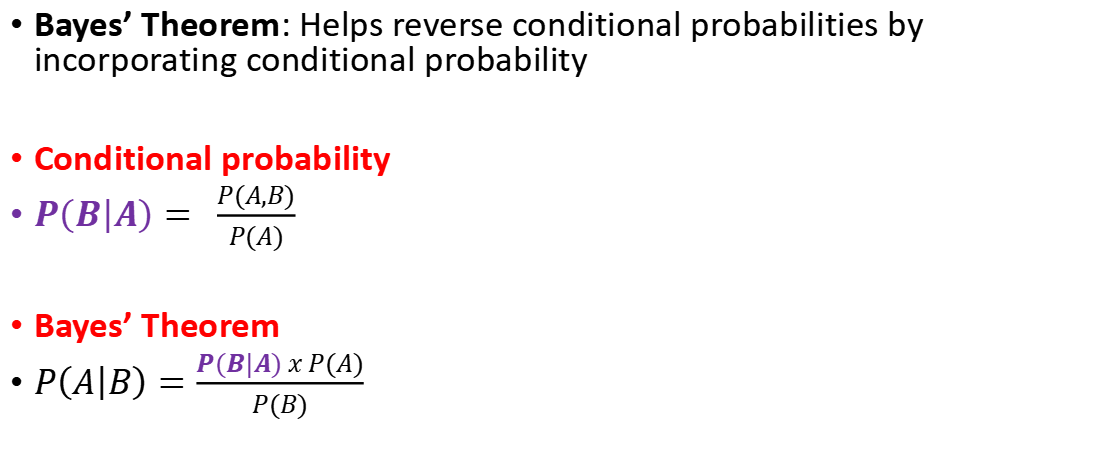 • Bayes’ Theorem: Helps reverse conditional probabilities by
incorporating conditional probability
• Conditional probability
• P(B|A) = P(A,B) / P(A)
• Bayes’ Theorem
• P(A|B) = P(B|A) x P(A) / P(B)